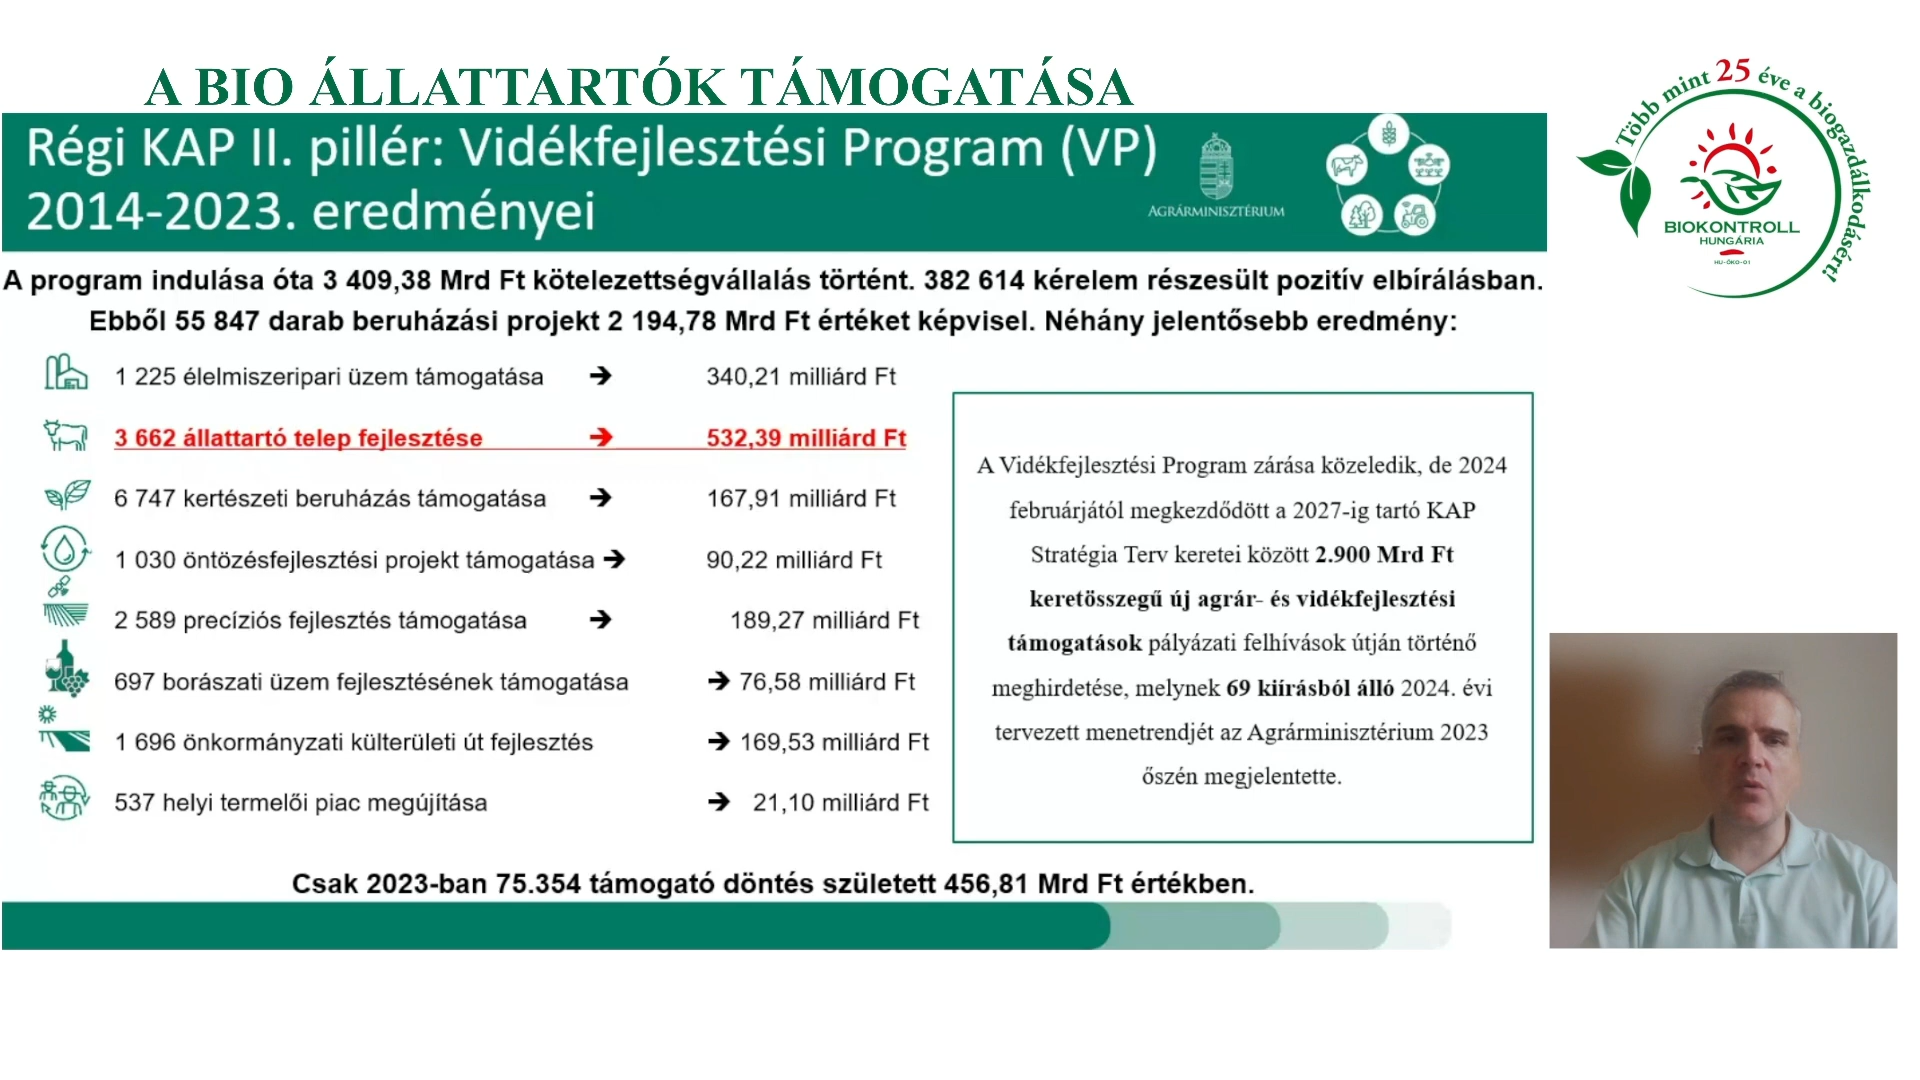 A BIO ÁLLATTARTÓK TÁMOGATÁSA
Régi KAP II. pillér: Vidékfejlesztési Program (VP)
2014-2023. eredményei
AGRÁRMINISZTÉRIUM
Több mint 25 éve a biogazdálkodásért!
BIOKONTROLL
HUNGÁRIA
HU-ÖKO-01
A program indulása óta 3 409,38 Mrd Ft kötelezettségvállalás történt. 382 614 kérelem részesült pozitív elbírálásban.
Ebből 55 847 darab beruházási projekt 2 194,78 Mrd Ft értéket képvisel. Néhány jelentősebb eredmény:
1 225 élelmiszeripari üzem támogatása → 340,21 milliárd Ft
3 662 állattartó telep fejlesztése → 532,39 milliárd Ft
6 747 kertészeti beruházás támogatása → 167,91 milliárd Ft
1 030 öntözésfejlesztési projekt támogatása → 90,22 milliárd Ft
2 589 precíziós fejlesztés támogatása → 189,27 milliárd Ft
697 borászati üzem fejlesztésének támogatása → 76,58 milliárd Ft
1 696 önkormányzati külterületi út fejlesztés → 169,53 milliárd Ft
537 helyi termelői piac megújítása → 21,10 milliárd Ft
A Vidékfejlesztési Program zárása közeledik, de 2024
februárjától megkezdődött a 2027-ig tartó KAP
Stratégia Terv keretei között 2.900 Mrd Ft
keretösszegű új agrár- és vidékfejlesztési
támogatások pályázati felhívások útján történő
meghirdetése, melynek 69 kiírásból álló 2024. évi
tervezett menetrendjét az Agrárminisztérium 2023
őszén megjelentette.
Csak 2023-ban 75.354 támogató döntés született 456,81 Mrd Ft értékben.